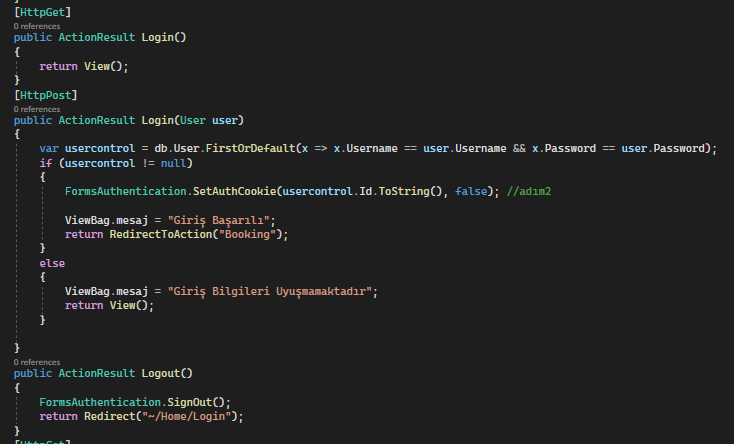 }
[HttpGet]
0 references
public ActionResult Login()
{
return View();
}
[HttpPost]
0 references
public ActionResult Login(User user)
{
var usercontrol = db.User.FirstOrDefault(x => x.Username == user.Username && x.Password == user.Password);
if (usercontrol != null)
{
FormsAuthentication.SetAuthCookie(usercontrol.Id.ToString(), false); //adım2
ViewBag.mesaj = "Giriş Başarılı";
return RedirectToAction("Booking");
}
else
{
ViewBag.mesaj = "Giriş Bilgileri Uyuşmamaktadır";
return View();
}
}
0 references
public ActionResult Logout()
{
FormsAuthentication.SignOut();
return Redirect("~/Home/Login");
}
[HttpGet]